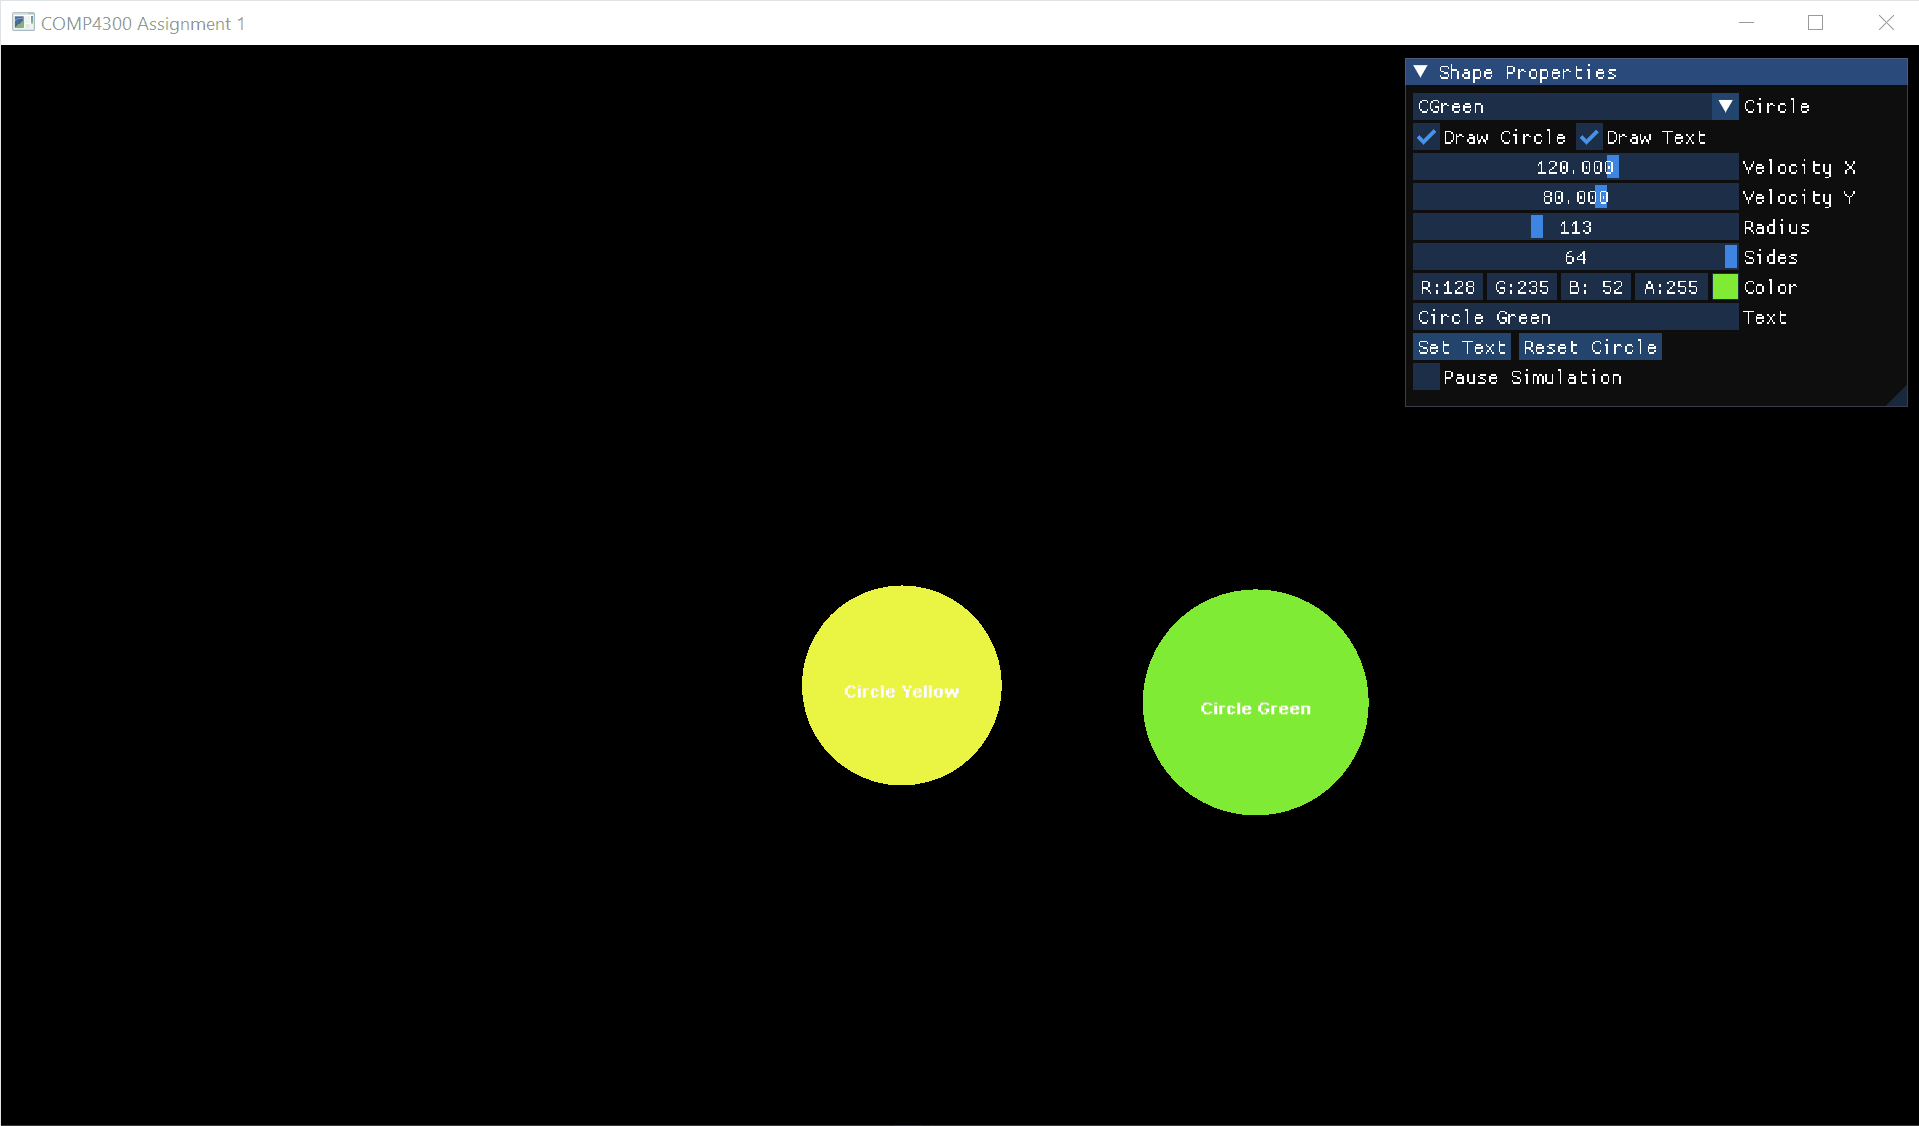 COMP4300 Assignment 1
Shape Properties
CGreen Circle
Draw Circle Draw Text
120.000 Velocity X
80.000 Velocity Y
113 Radius
64 Sides
R:128 G:235 B: 52 A:255 Color
Circle Green Text
Set Text Reset Circle
Pause Simulation
Circle Yellow
Circle Green